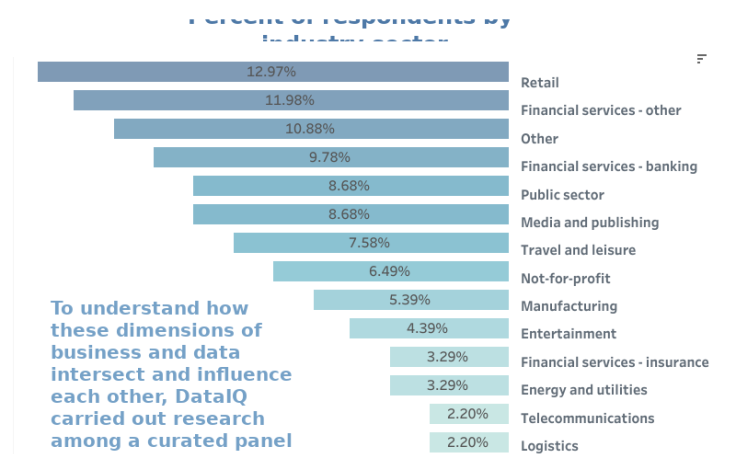 Percent of respondents by
industry sector
12.97% Retail
11.98% Financial services - other
10.88% Other
9.78% Financial services - banking
8.68% Public sector
8.68% Media and publishing
7.58% Travel and leisure
6.49% Not-for-profit
5.39% Manufacturing
4.39% Entertainment
3.29% Financial services - insurance
3.29% Energy and utilities
2.20% Telecommunications
2.20% Logistics
To understand how
these dimensions of
business and data
intersect and influence
each other, DataIQ
carried out research
among a curated panel